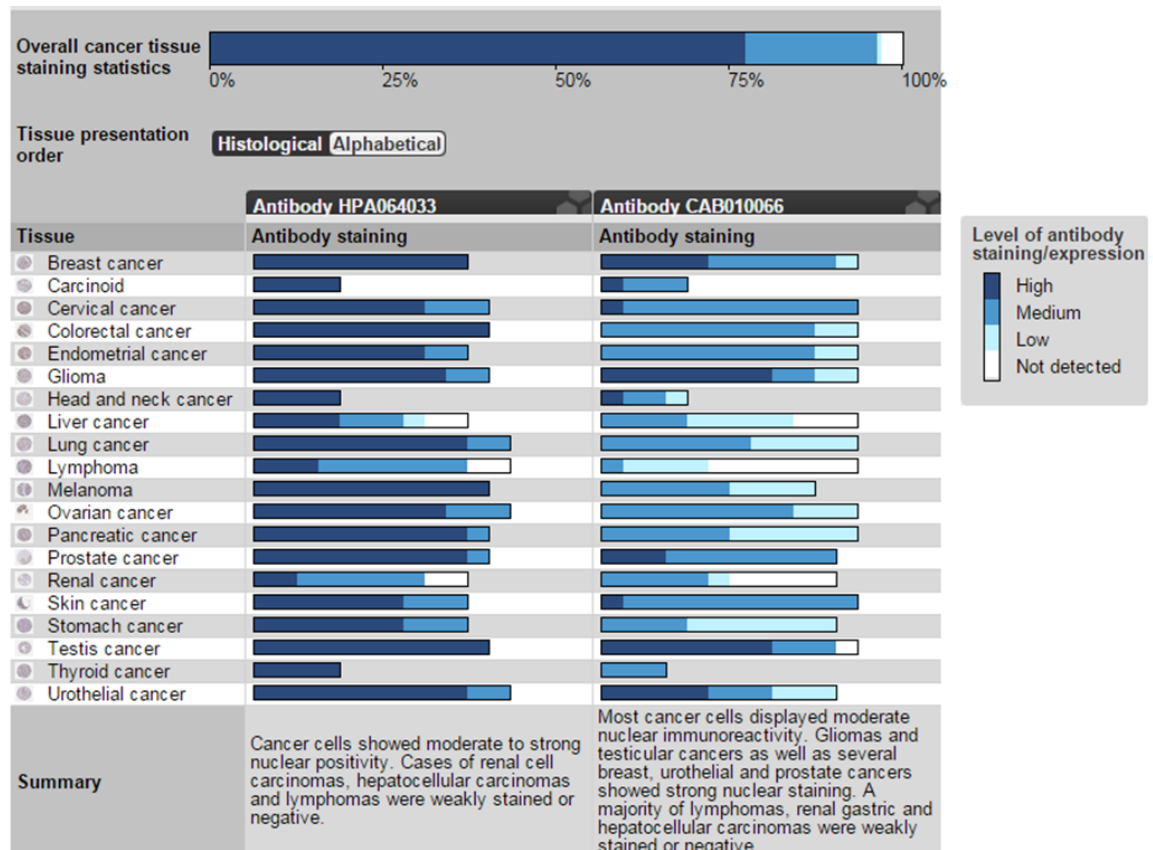 Overall cancer tissue
staining statistics
0% 25% 50% 75% 100%
Tissue presentation
order
Histological Alphabetical
Antibody HPA064033 Antibody CAB010066
Tissue Antibody staining Antibody staining
Breast cancer
Carcinoid
Cervical cancer
Colorectal cancer
Endometrial cancer
Glioma
Head and neck cancer
Liver cancer
Lung cancer
Lymphoma
Melanoma
Ovarian cancer
Pancreatic cancer
Prostate cancer
Renal cancer
Skin cancer
Stomach cancer
Testis cancer
Thyroid cancer
Urothelial cancer
Summary
Cancer cells showed moderate to strong
nuclear positivity. Cases of renal cell
carcinomas, hepatocellular carcinomas
and lymphomas were weakly stained or
negative.
Most cancer cells displayed moderate
nuclear immunoreactivity. Gliomas and
testicular cancers as well as several
breast, urothelial and prostate cancers
showed strong nuclear staining. A
majority of lymphomas, renal gastric and
hepatocellular carcinomas were weakly
stained or negative.
Level of antibody
staining/expression
High
Medium
Low
Not detected